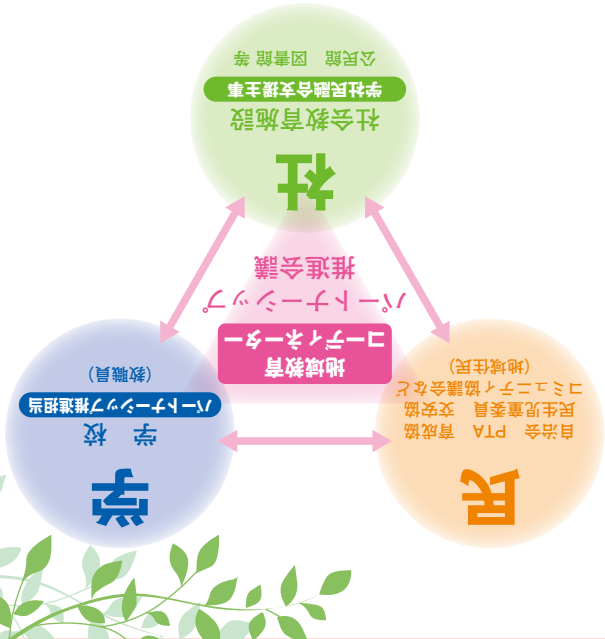 民
自治会　PTA　育成協
民生児童委員　交安協
コミュニティ協議会など
（地域住民）
学
学　校
パートナーシップ推進担当
（教職員）
地域教育
コーディネーター
パートナーシップ
推進会議
社
社会教育施設
学社民融合支援主事
公民館　図書館 等